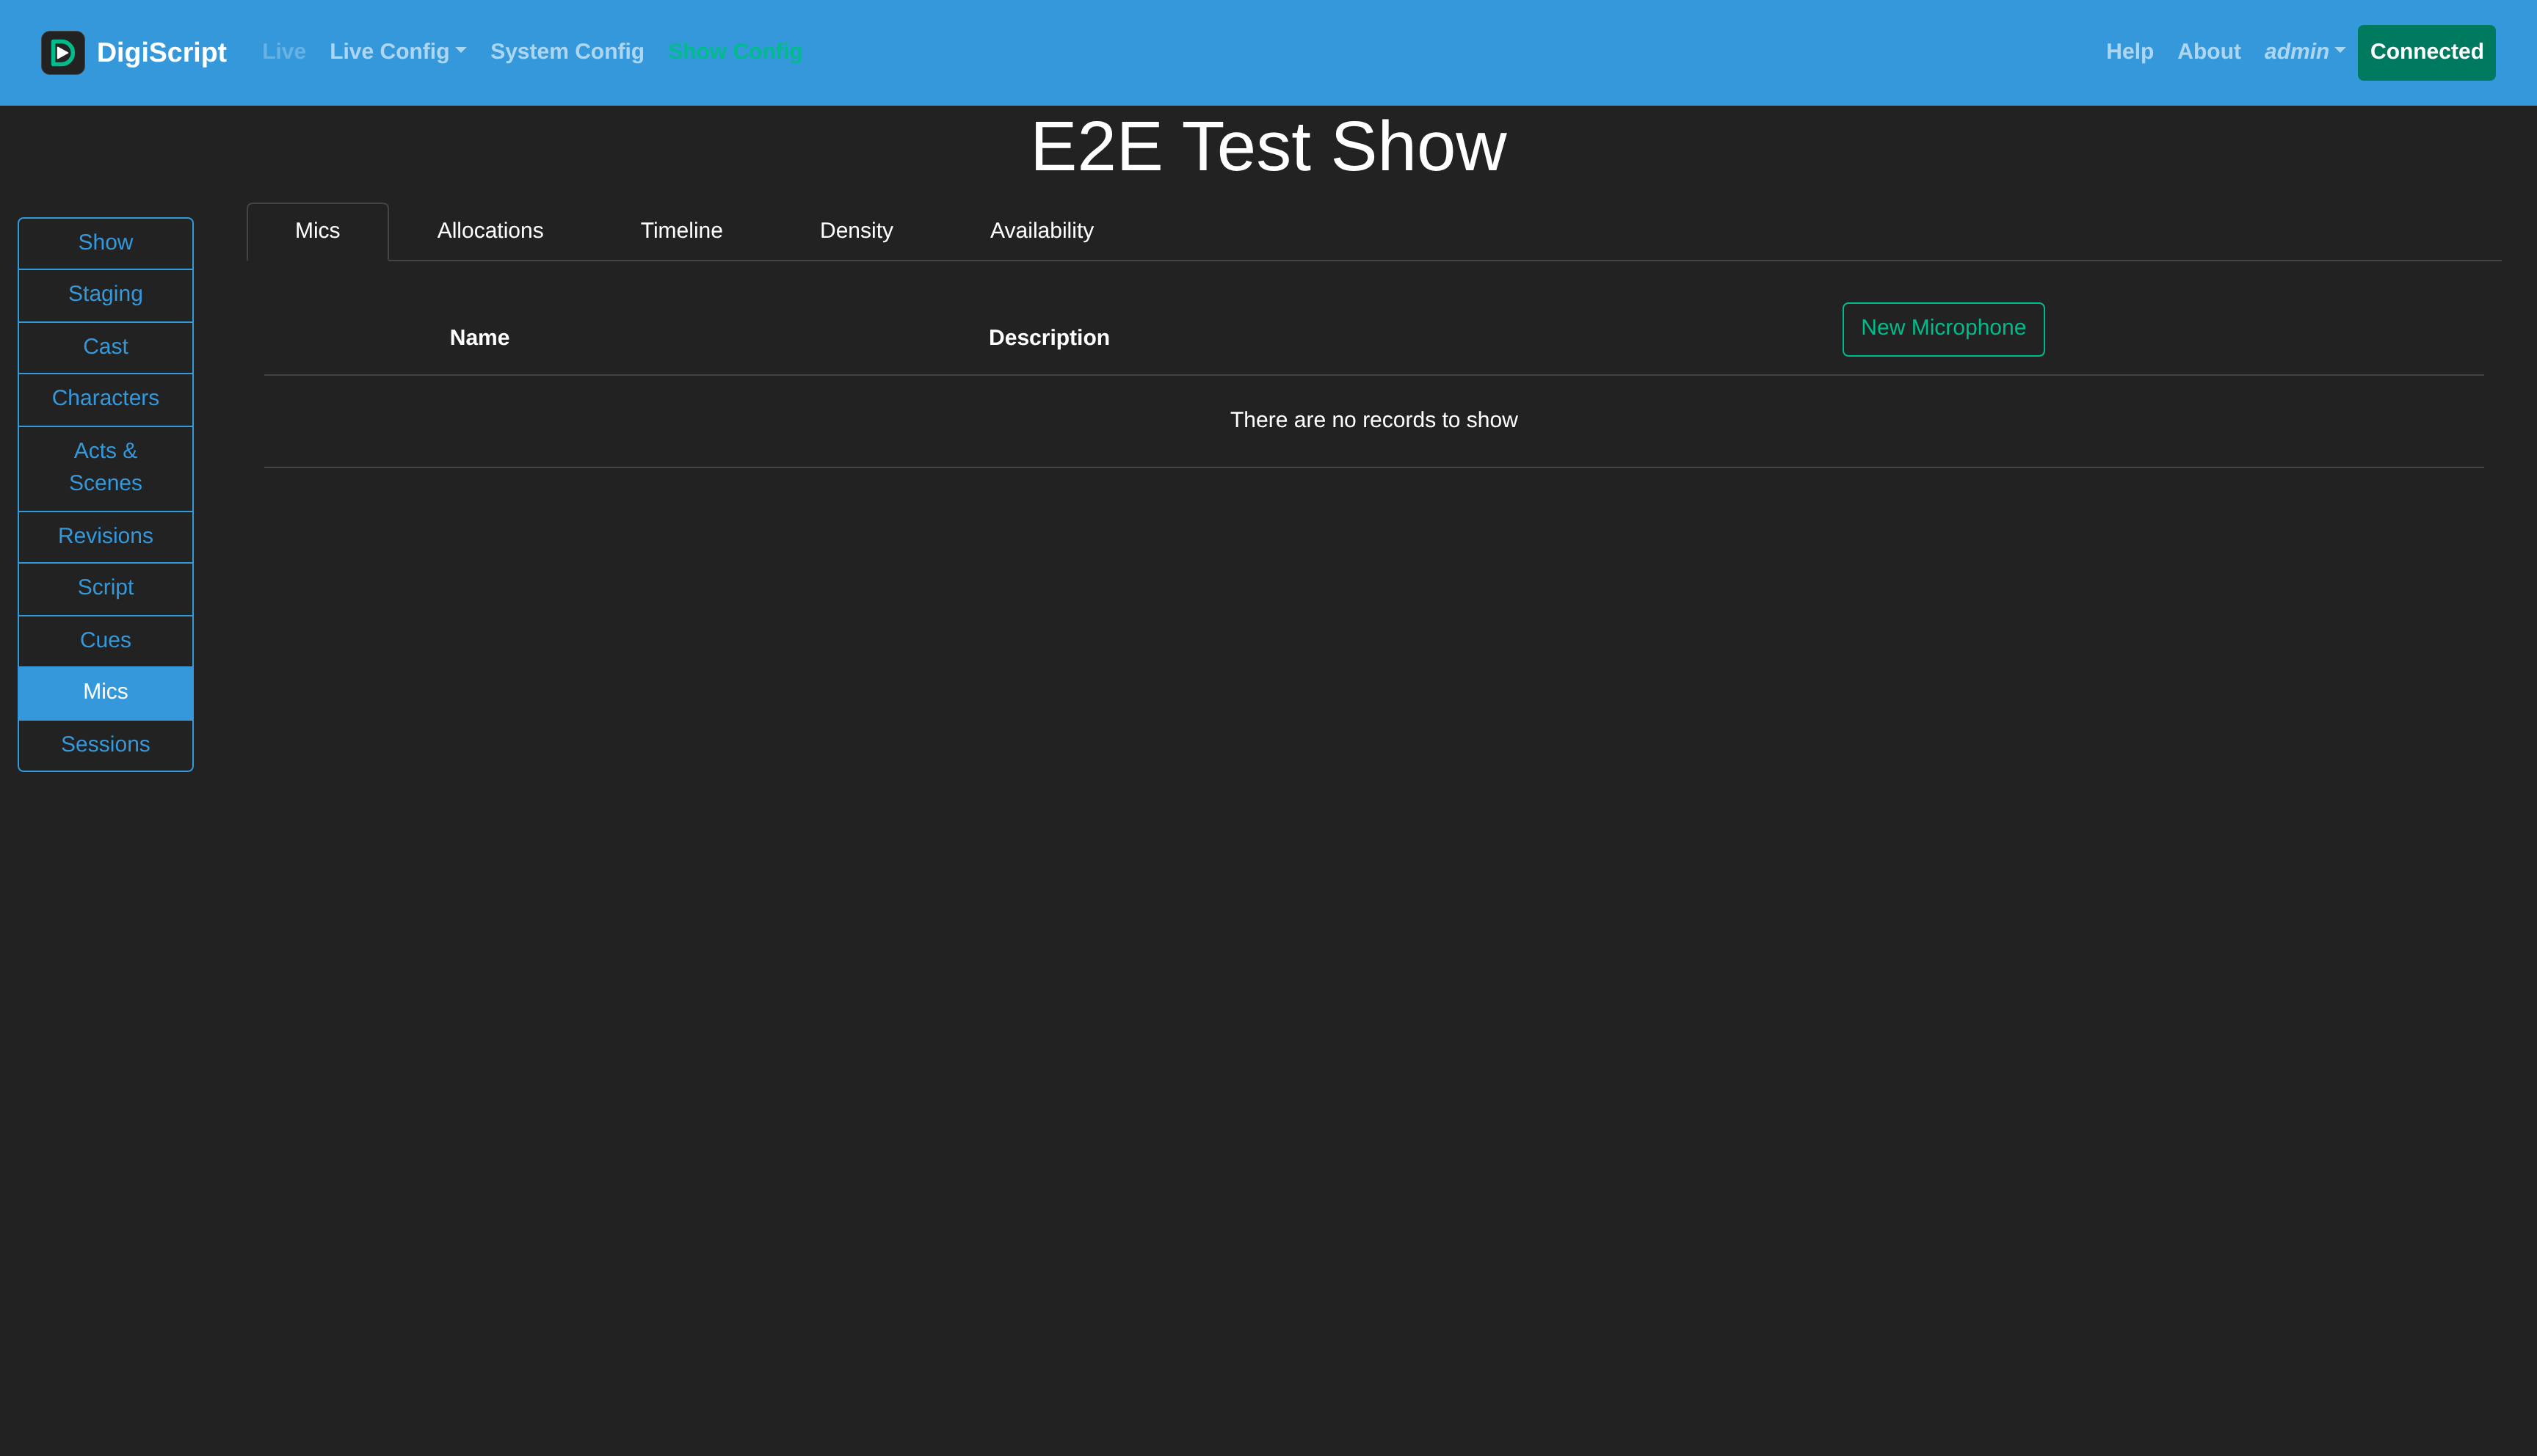 DigiScript Live Live Config System Config Show Config Help About admin Connected
E2E Test Show
Show
Staging
Cast
Characters
Acts &
Scenes
Revisions
Script
Cues
Mics
Sessions
Mics Allocations Timeline Density Availability
Name Description New Microphone
There are no records to show